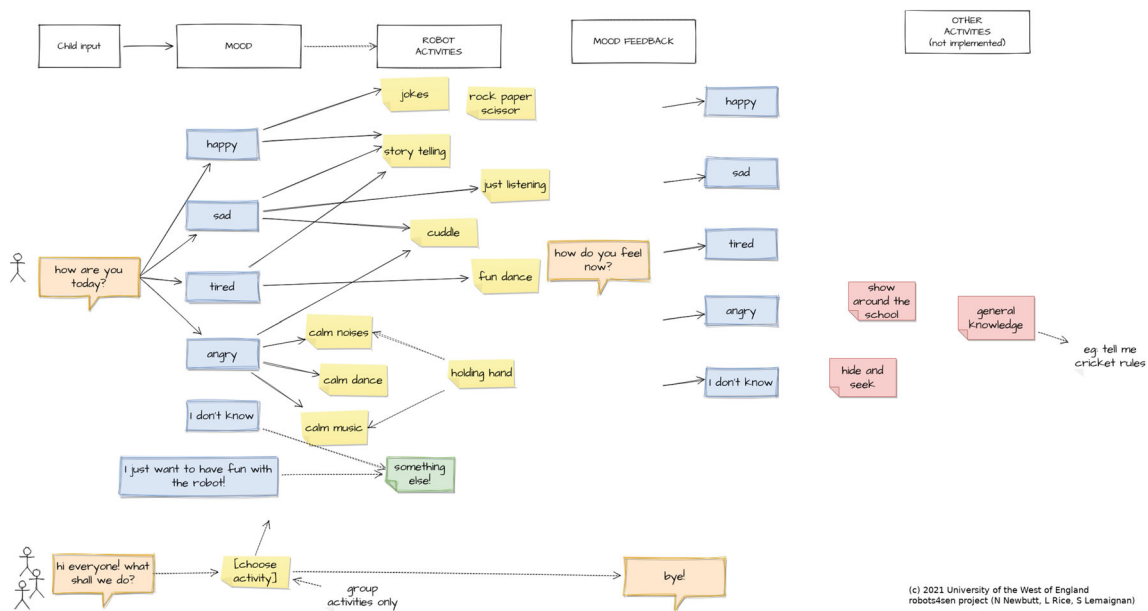 Child input
MOOD
ROBOT
ACTIVITIES
MOOD FEEDBACK
OTHER
ACTIVITIES
(not implemented)
jokes
rock paper
scissor
happy
happy
story telling
just listening
sad
sad
cuddle
tired
how do you feel
now?
how are you
today?
fun dance
tired
show
around the
school
general
knowledge
angry
calm noises
eg: tell me
cricket rules
angry
holding hand
calm dance
hide and
seek
I don't know
I don't know
calm music
I just want to have fun with
the robot!
something
else!
hi everyone! what
shall we do?
[choose
activity]
bye!
group
activities only
(c) 2021 University of the West of England
robots4sen project (N Newbutt, L Rice, S Lemaignan)